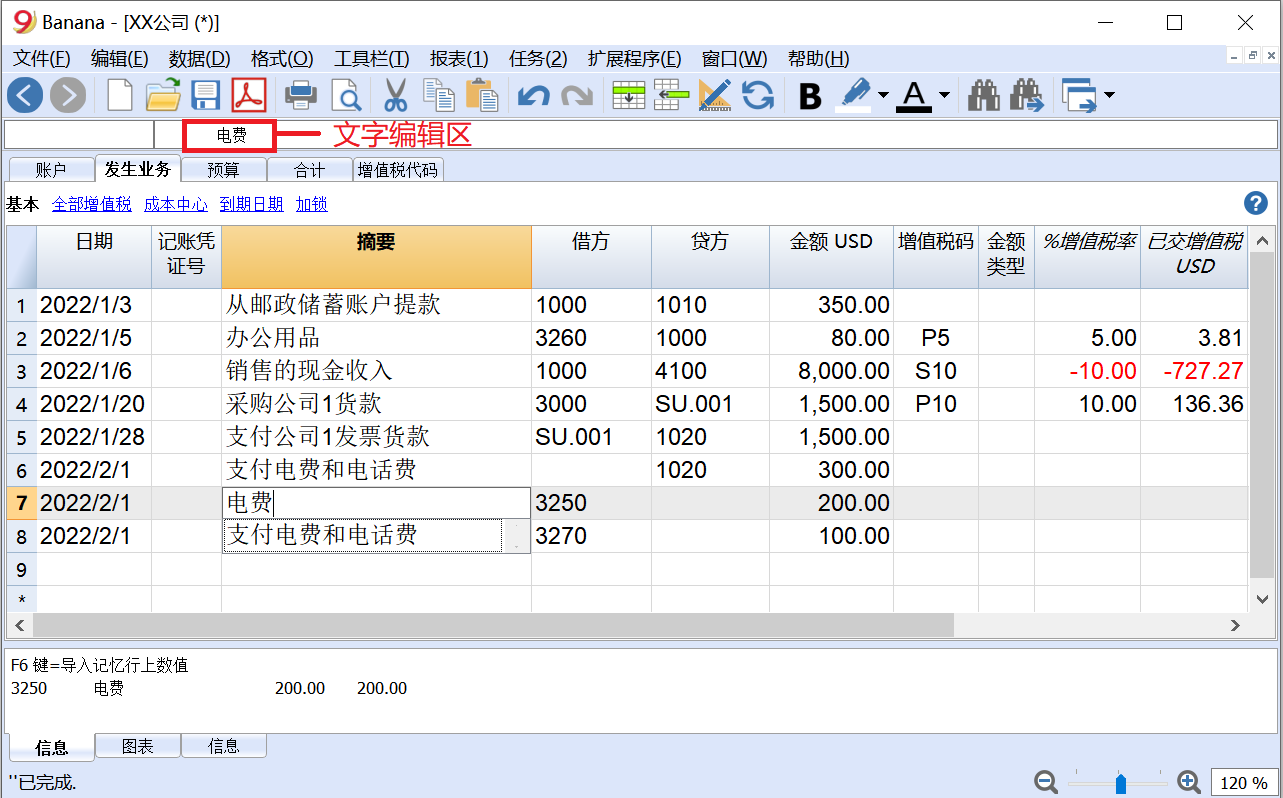 Banana - [XX公司 (*)]
文件(F) 编辑(E) 数据(D) 格式(O) 工具栏(T) 报表(1) 任务(2) 扩展程序(E) 窗口(W) 帮助(H)
B A
电费 文字编辑区
账户 发生业务 预算 合计 增值税代码
基本 全部增值税 成本中心 到期日期 加锁 ?
日期 记账凭证号 摘要 借方 贷方 金额 USD 增值税码 金额类型 %增值税率 已交增值税 USD
1 2022/1/3 从邮政储蓄账户提款 1000 1010 350.00
2 2022/1/5 办公用品 3260 1000 80.00 P5 5.00 3.81
3 2022/1/6 销售的现金收入 1000 4100 8,000.00 S10 -10.00 -727.27
4 2022/1/20 采购公司1货款 3000 SU.001 1,500.00 P10 10.00 136.36
5 2022/1/28 支付公司1发票货款 SU.001 1020 1,500.00
6 2022/2/1 支付电费和电话费 1020 300.00
7 2022/2/1 电费 3250 200.00
8 2022/2/1 支付电费和电话费 3270 100.00
9
*
F6 键=导入记忆行上数值
3250 电费 200.00 200.00
信息 图表 信息
''已完成. 120 %